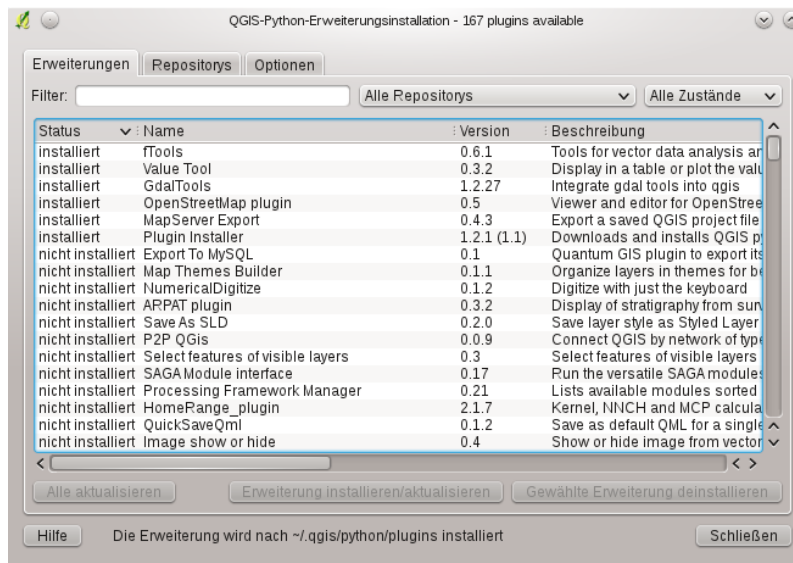 QGIS-Python-Erweiterungsinstallation - 167 plugins available
Erweiterungen Repositorys Optionen
Filter: Alle Repositorys Alle Zustände
Status Name Version Beschreibung
installiert fTools 0.6.1 Tools for vector data analysis an
installiert Value Tool 0.3.2 Display in a table or plot the valu
installiert GdalTools 1.2.27 Integrate gdal tools into qgis
installiert OpenStreetMap plugin 0.5 Viewer and editor for OpenStree
installiert MapServer Export 0.4.3 Export a saved QGIS project file
installiert Plugin Installer 1.2.1 (1.1) Downloads and installs QGIS py
nicht installiert Export To MySQL 0.1 Quantum GIS plugin to export its
nicht installiert Map Themes Builder 0.1.1 Organize layers in themes for be
nicht installiert NumericalDigitize 0.1.2 Digitize with just the keyboard
nicht installiert ARPAT plugin 0.3.2 Display of stratigraphy from surv
nicht installiert Save As SLD 0.2.0 Save layer style as Styled Layer
nicht installiert P2P QGis 0.0.9 Connect QGIS by network of type
nicht installiert Select features of visible layers 0.3 Select features of visible layers
nicht installiert SAGA Module interface 0.17 Run the versatile SAGA modules
nicht installiert Processing Framework Manager 0.21 Lists available modules sorted
nicht installiert HomeRange_plugin 2.1.7 Kernel, NNCH and MCP calcula
nicht installiert QuickSaveQml 0.1.2 Save as default QML for a single
nicht installiert Image show or hide 0.4 Show or hide image from vector
Alle aktualisieren Erweiterung installieren/aktualisieren Gewählte Erweiterung deinstallieren
Hilfe Die Erweiterung wird nach ~/.qgis/python/plugins installiert Schließen